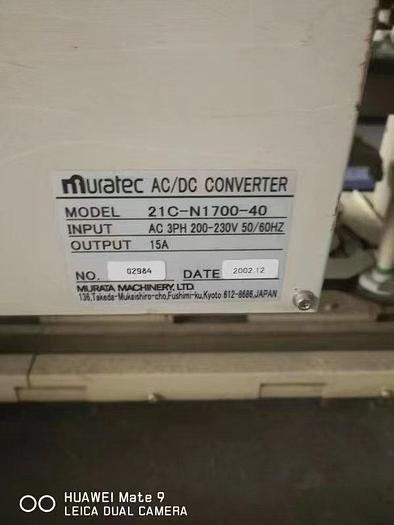 muratec AC/DC CONVERTER
MODEL 21C-N1700-40
INPUT AC 3PH 200-230V 50/60HZ
OUTPUT 15A
NO. 02984 DATE 2002.12
MURATA MACHINERY, LTD.
136,Takeda-Mukaishiro-cho,Fushimi-ku,Kyoto 612-8686,JAPAN
HUAWEI Mate 9
LEICA DUAL CAMERA